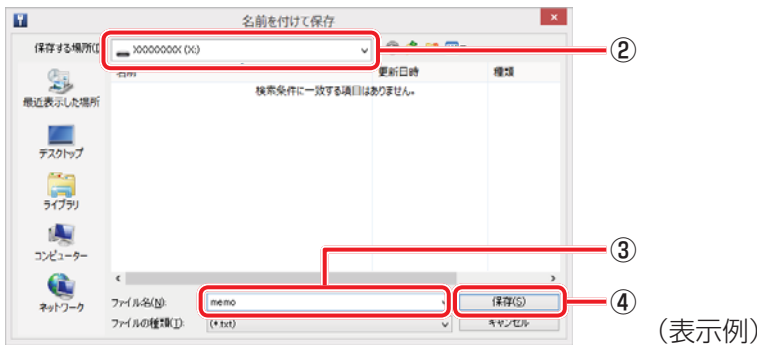 名前を付けて保存
保存する場所(I
XXXXXXXXX (X:)
②
更新日時
種類
検索条件に一致する項目はありません。
最近表示した場所
デスクトップ
ライブラリ
コンピューター
ネットワーク
③
ファイル名(N):
memo
保存(S)
④
ファイルの種類(T):
(*.txt)
キャンセル
(表示例)